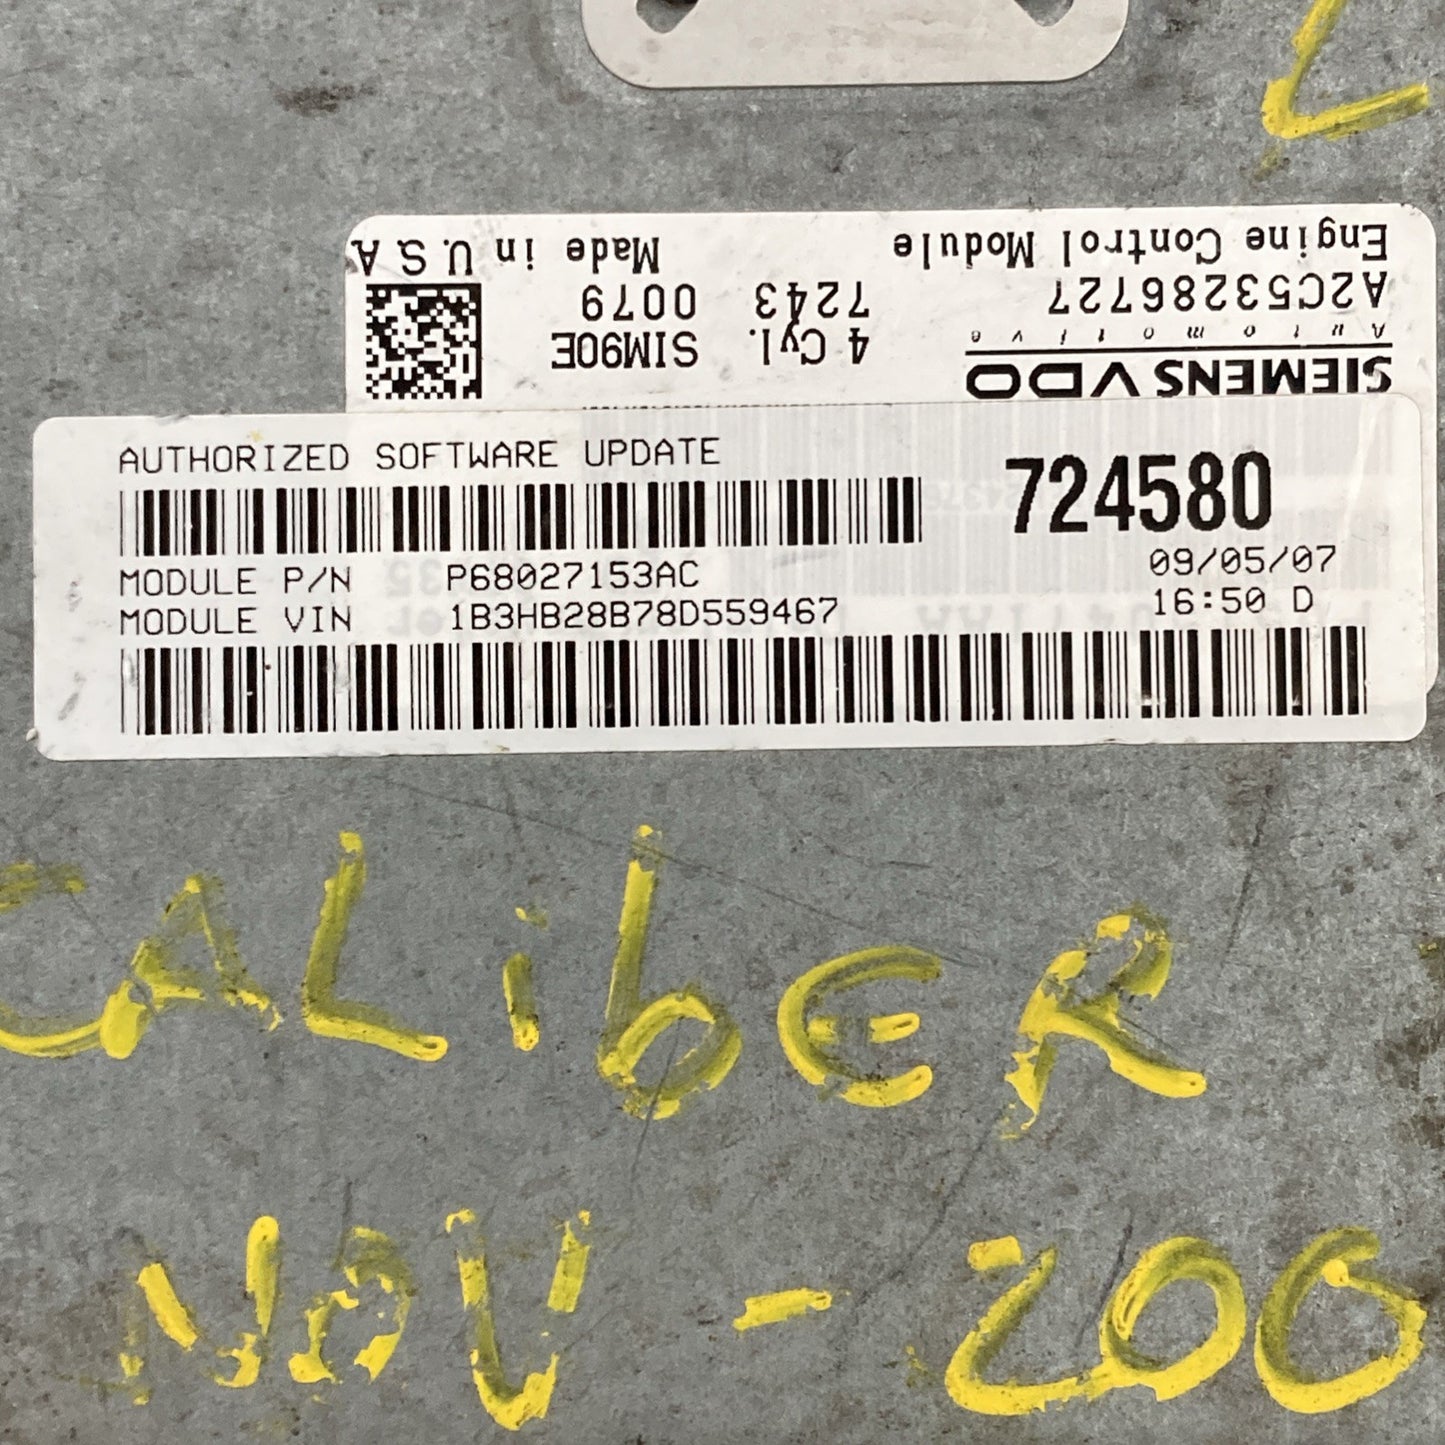 L
Made in U.S.A
Engine Control Module
0079
7243
A2C53286727
SIM90E
4 Cyl.
Automotive
SIEMENS VDO
AUTHORIZED SOFTWARE UPDATE
724580
MODULE P/N P68027153AC
09/05/07
MODULE VIN 1B3HB28B78D559467
16:50 D
CALibER
NOV - 200